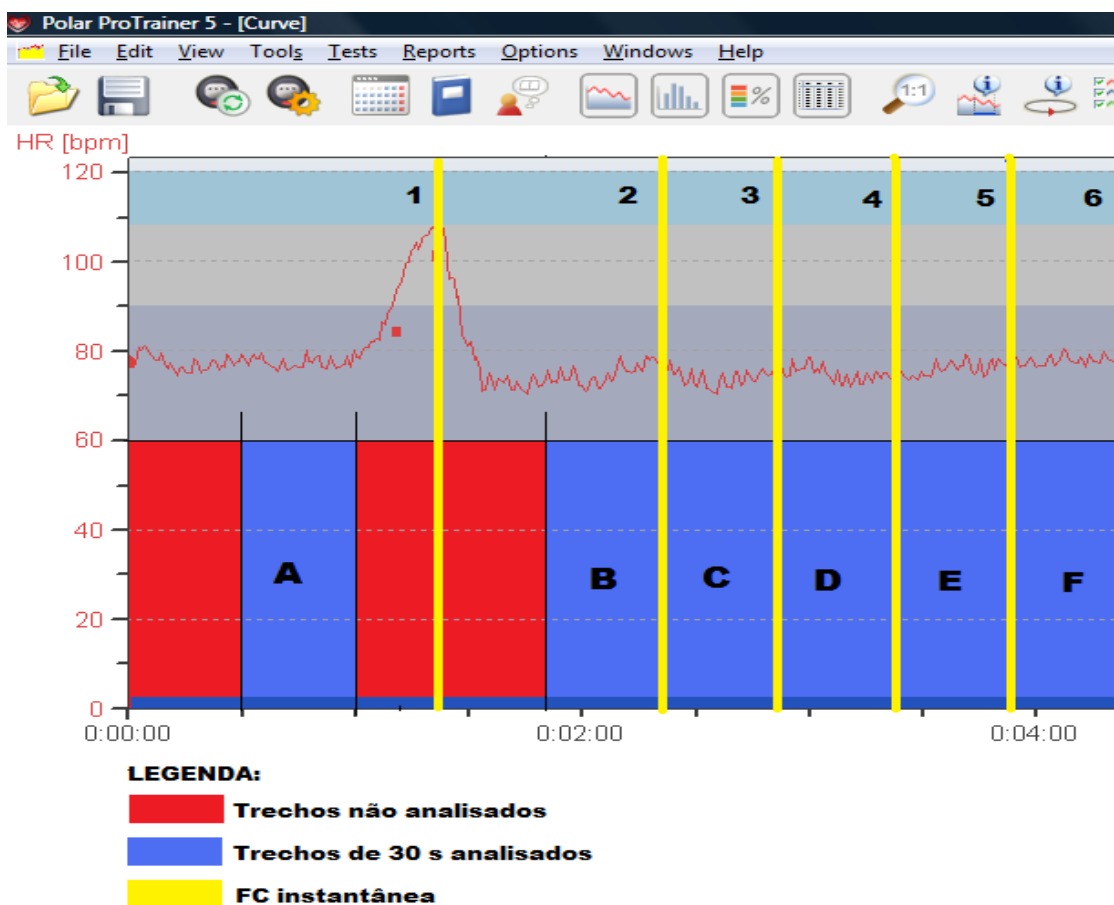 Polar ProTrainer 5 - [Curve]
File Edit View Tools Tests Reports Options Windows Help
1:1 %
HR [bpm]
120
1 2 3 4 5 6
100
80
60
40
A B C D E F
20
0
0:00:00 0:02:00 0:04:00
LEGENDA:
Trechos não analisados
Trechos de 30 s analisados
FC instantânea